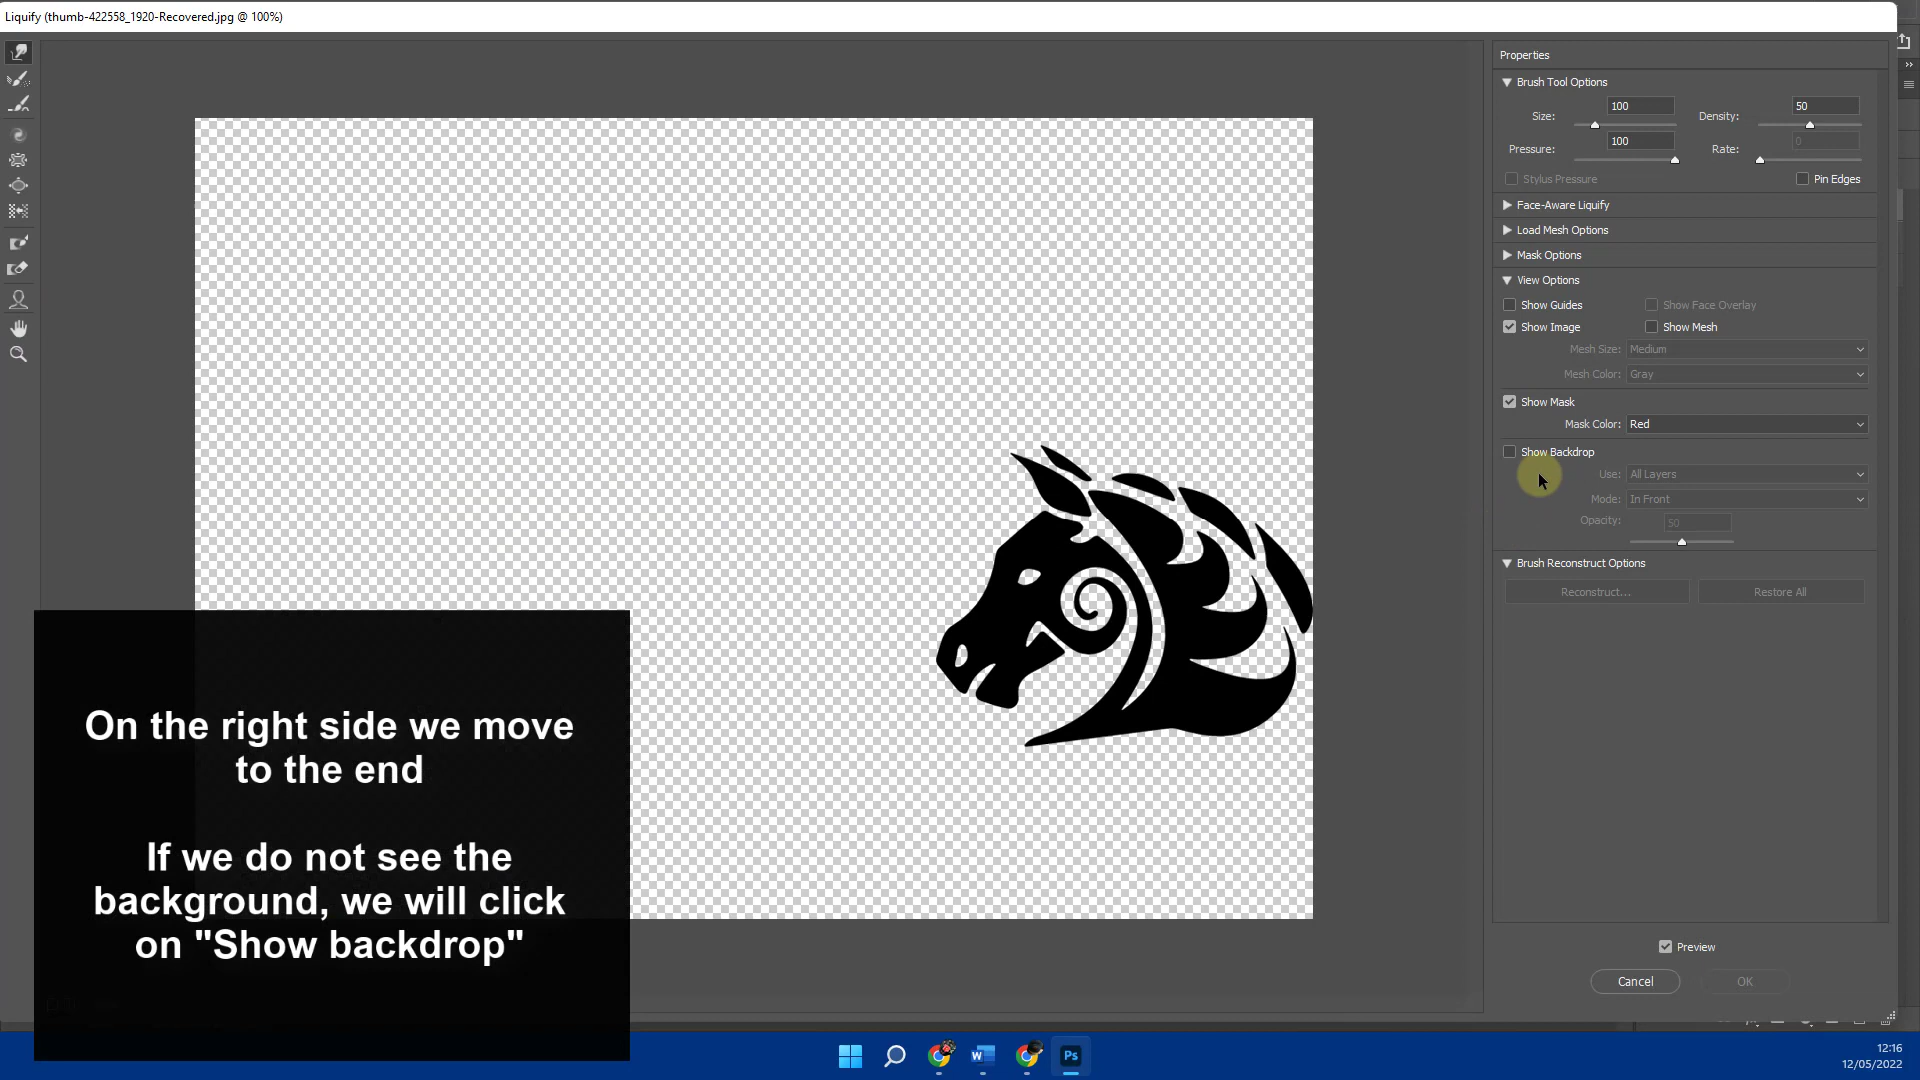 Liquify (thumb-422558_1920-Recovered.jpg @ 100%)
Properties
Brush Tool Options
Size: 100 Density: 50
Pressure: 100 Rate: 0
Stylus Pressure Pin Edges
Face-Aware Liquify
Load Mesh Options
Mask Options
View Options
Show Guides Show Face Overlay
Show Image Show Mesh
Mesh Size: Medium
Mesh Color: Gray
Show Mask
Mask Color: Red
Show Backdrop
Use: All Layers
Mode: In Front
Opacity: 50
Brush Reconstruct Options
Reconstruct... Restore All
Preview
Cancel OK
On the right side we move
to the end
If we do not see the
background, we will click
on "Show backdrop"
W
Ps
12:16
12/05/2022